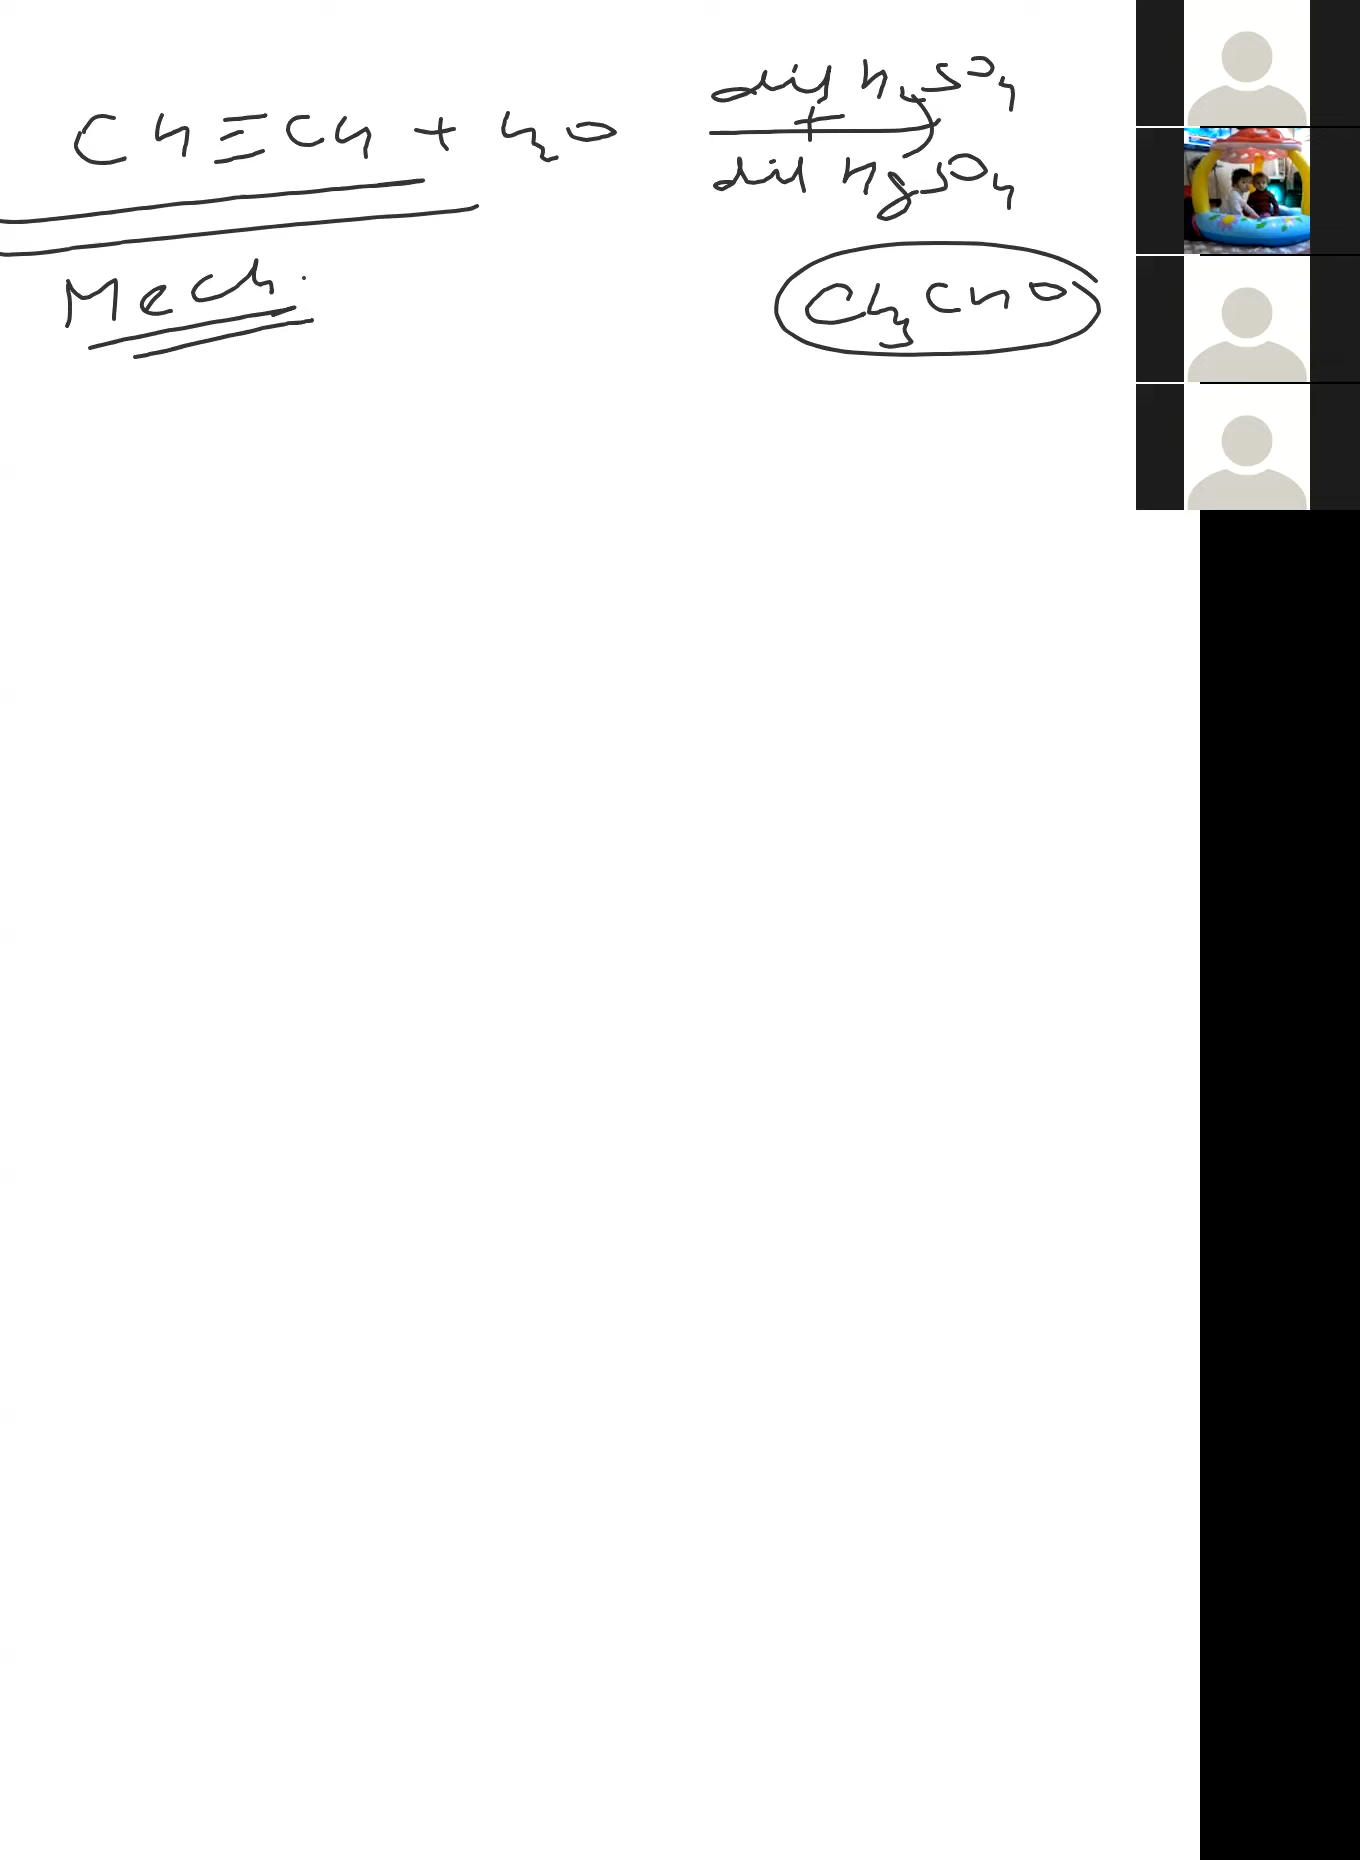 CH≡CH + H₂O
dil H₂SO₄
+
dil HgSO₄
Mech.
CH₃CHO